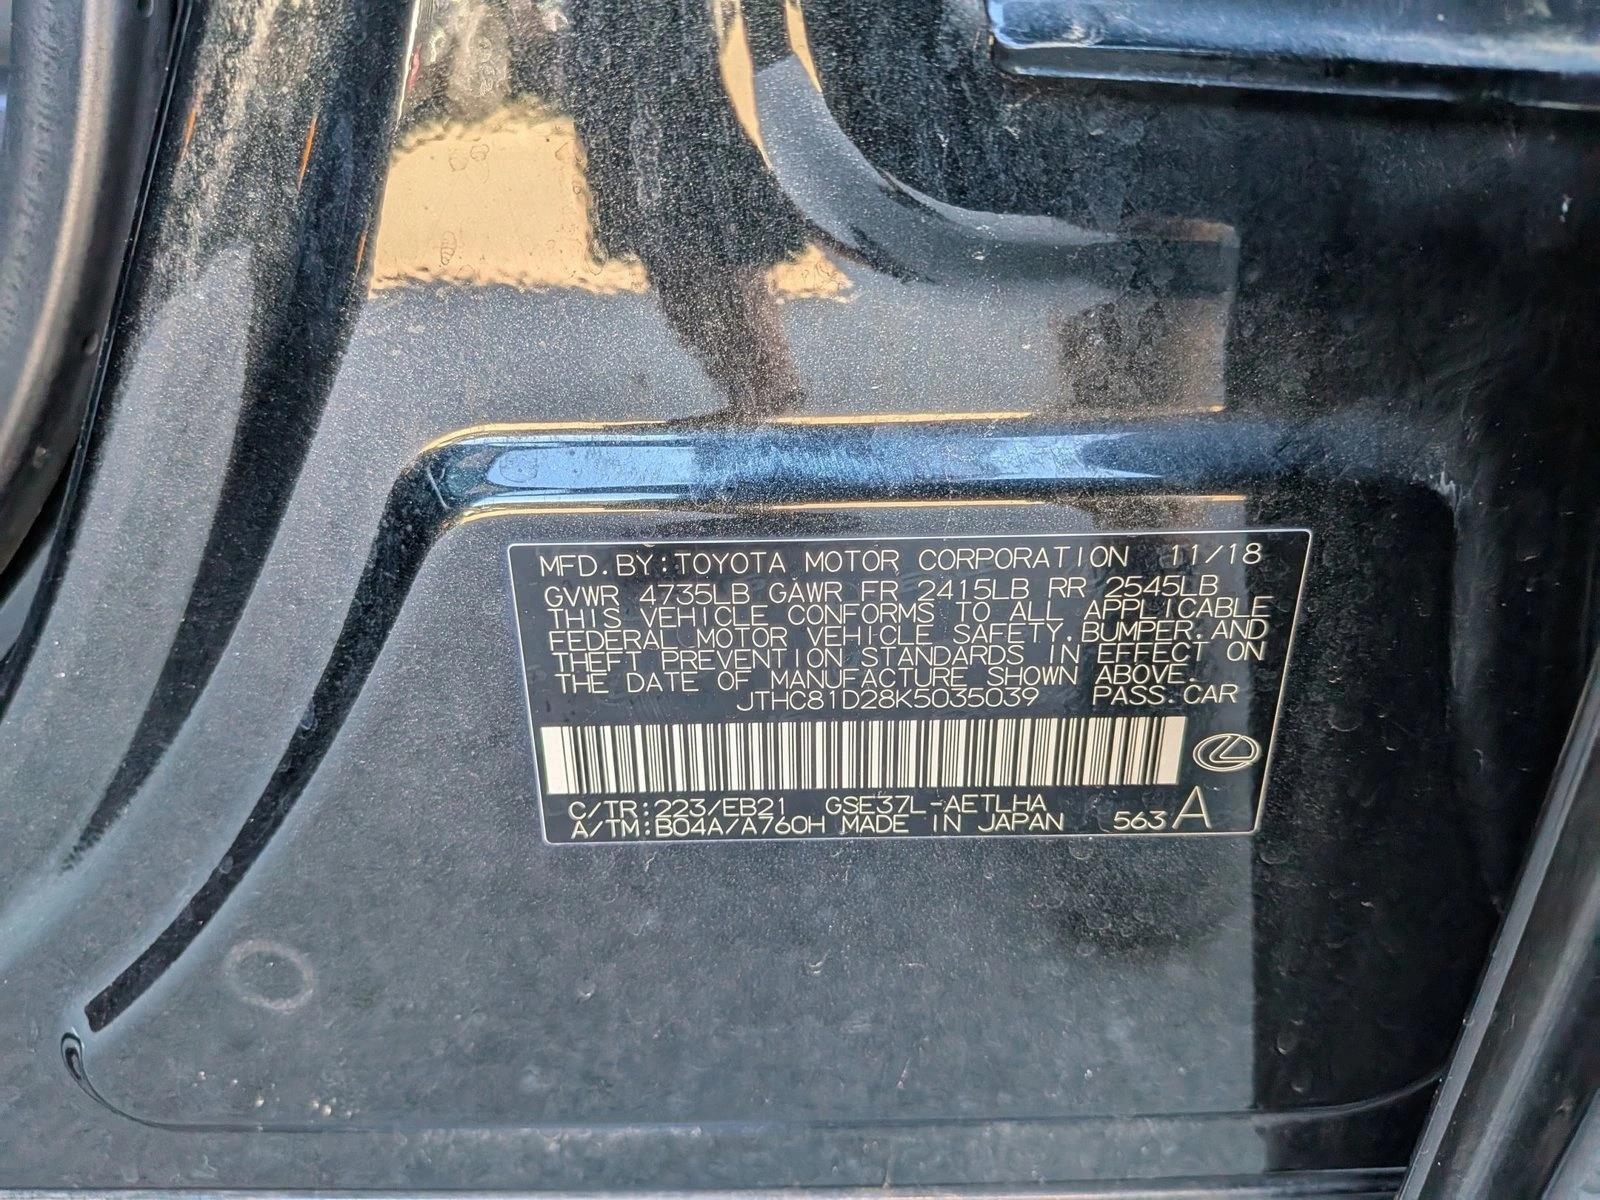 MFD.BY:TOYOTA MOTOR CORPORATION 11/18
GVWR 4735LB GAWR FR 2415LB RR 2545LB
THIS VEHICLE CONFORMS TO ALL APPLICABLE
FEDERAL MOTOR VEHICLE SAFETY,BUMPER,AND
THEFT PREVENTION STANDARDS IN EFFECT ON
THE DATE OF MANUFACTURE SHOWN ABOVE.
JTHC81D28K5035039 PASS.CAR
C/TR:223/EB21 GSE37L-AETLHA
A/TM:B04A/A760H MADE IN JAPAN 563 A